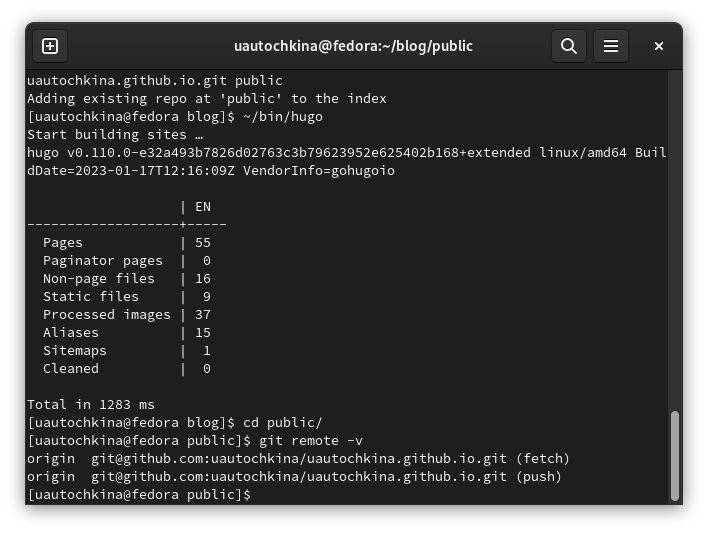 uautochkina@fedora:~/blog/public
uautochkina.github.io.git public
Adding existing repo at 'public' to the index
[uautochkina@fedora blog]$ ~/bin/hugo
Start building sites …
hugo v0.110.0-e32a493b7826d02763c3b79623952e625402b168+extended linux/amd64 Buil
dDate=2023-01-17T12:16:09Z VendorInfo=gohugoio
                   | EN
-------------------+-----
  Pages            | 55
  Paginator pages  |  0
  Non-page files   | 16
  Static files     |  9
  Processed images | 37
  Aliases          | 15
  Sitemaps         |  1
  Cleaned          |  0
Total in 1283 ms
[uautochkina@fedora blog]$ cd public/
[uautochkina@fedora public]$ git remote -v
origin  git@github.com:uautochkina/uautochkina.github.io.git (fetch)
origin  git@github.com:uautochkina/uautochkina.github.io.git (push)
[uautochkina@fedora public]$